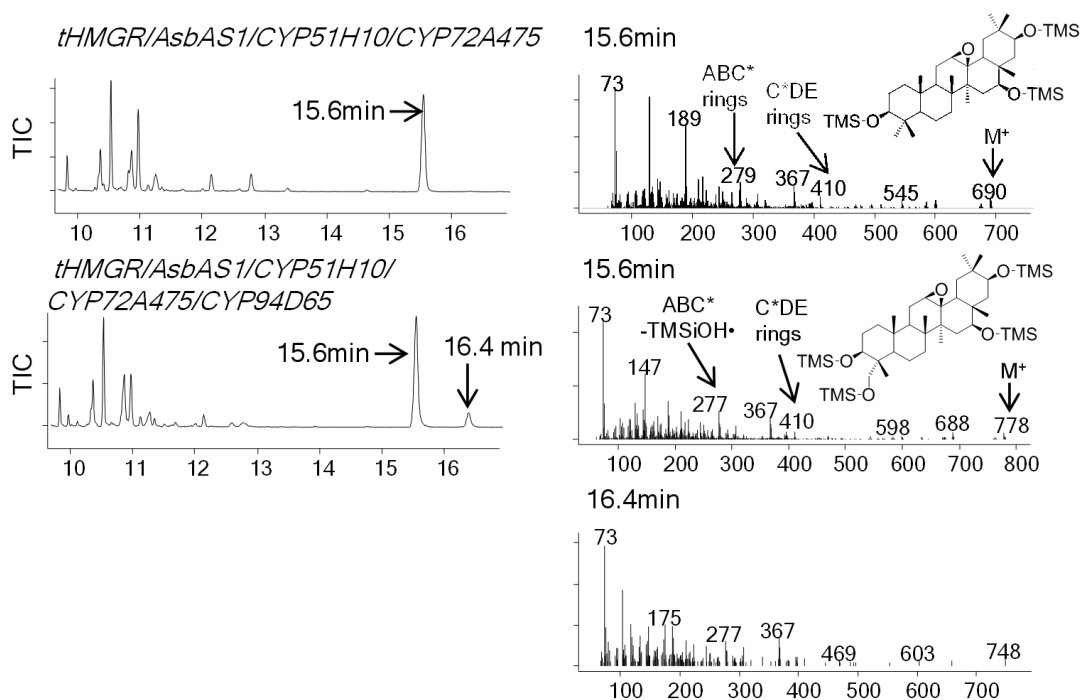 tHMGR/AsbAS1/CYP51H10/CYP72A475
TIC
15.6min
10 11 12 13 14 15 16
15.6min
73
189
ABC*
rings
279
C*DE
rings
367
410
545
M+
690
O
O-TMS
O-TMS
TMS-O
100 200 300 400 500 600 700
tHMGR/AsbAS1/CYP51H10/
CYP72A475/CYP94D65
TIC
15.6min
16.4 min
10 11 12 13 14 15 16
15.6min
73
147
ABC*
-TMSiOH•
277
C*DE
rings
367
410
598
688
M+
778
O
O-TMS
O-TMS
TMS-O
TMS-O
100 200 300 400 500 600 700 800
16.4min
73
175
277
367
469
603
748
100 200 300 400 500 600 700